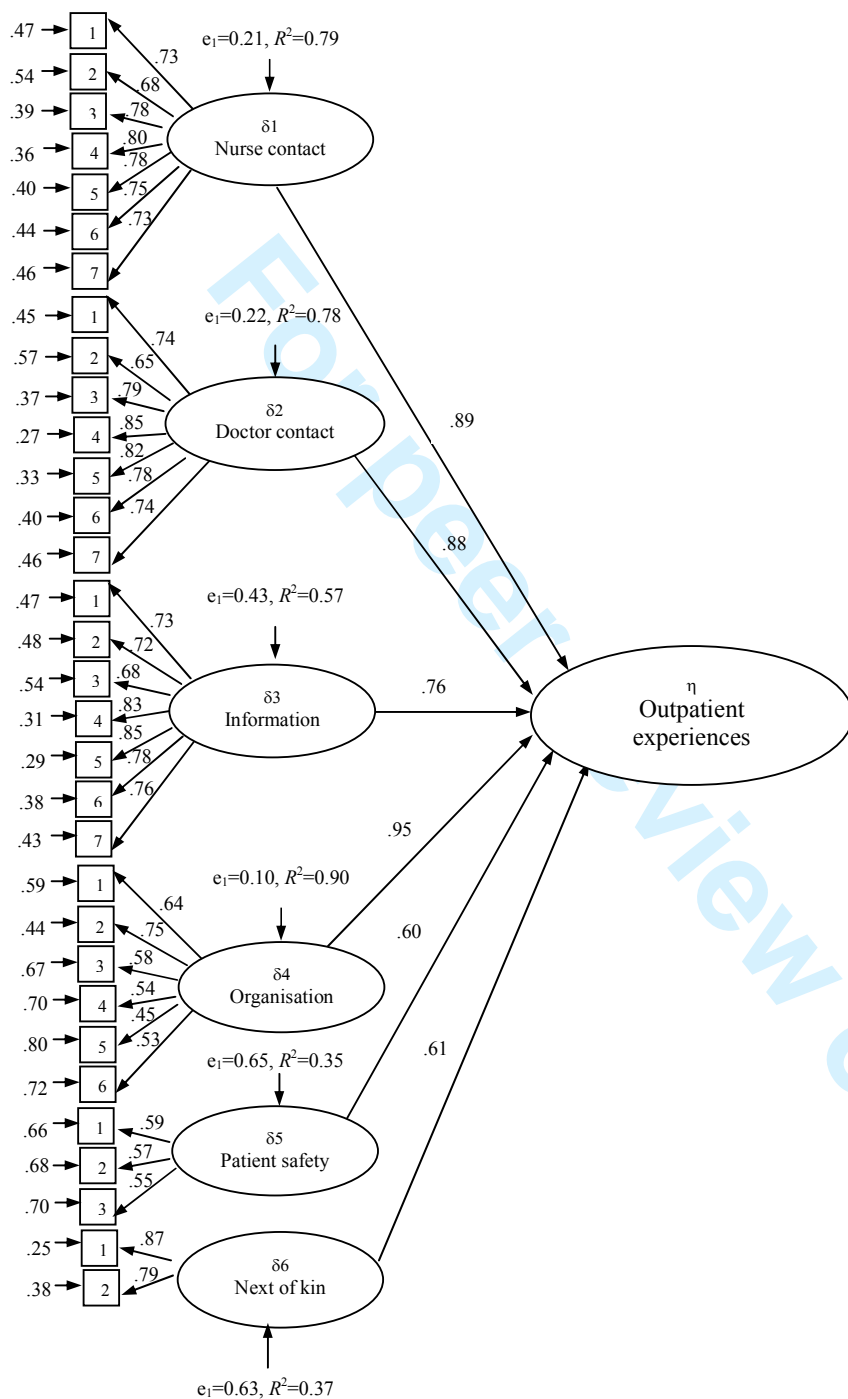 e₁=0.21, R²=0.79
.47 1 .73
.54 2 .68
.39 3 .78
.36 4 .80
.40 5 .78
.44 6 .75
.46 7 .73
δ1
Nurse contact
.89
e₁=0.22, R²=0.78
.45 1 .74
.57 2 .65
.37 3 .79
.27 4 .85
.33 5 .82
.40 6 .78
.46 7 .74
δ2
Doctor contact
.88
e₁=0.43, R²=0.57
.47 1 .73
.48 2 .72
.54 3 .68
.31 4 .83
.29 5 .85
.38 6 .78
.43 7 .76
δ3
Information
.76
η
Outpatient
experiences
e₁=0.10, R²=0.90
.59 1 .64
.44 2 .75
.67 3 .58
.70 4 .54
.80 5 .45
.72 6 .53
δ4
Organisation
.95
e₁=0.65, R²=0.35
.66 1 .59
.68 2 .57
.70 3 .55
δ5
Patient safety
.60
.25 1 .87
.38 2 .79
δ6
Next of kin
.61
e₁=0.63, R²=0.37
For peer review